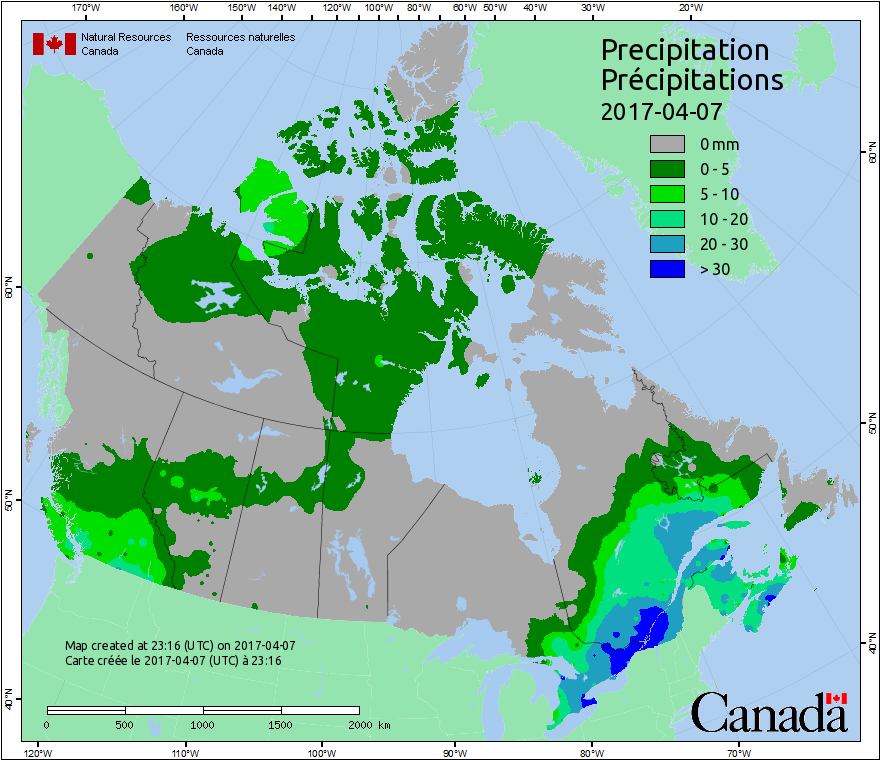 170°W 160°W 150°W 140°W 130°W 120°W 110°W 100°W 90°W 80°W 60°W 50°W 40°W 30°W 20°W
Natural Resources Ressources naturelles
Canada Canada
Precipitation
Précipitations
2017-04-07
0 mm
0 - 5
5 - 10
10 - 20
20 - 30
> 30
60°N
60°N
50°N
50°N
40°N
40°N
Map created at 23:16 (UTC) on 2017-04-07
Carte créée le 2017-04-07 (UTC) à 23:16
0 500 1000 1500 2000 km
Canada
120°W 110°W 100°W 90°W 80°W 70°W